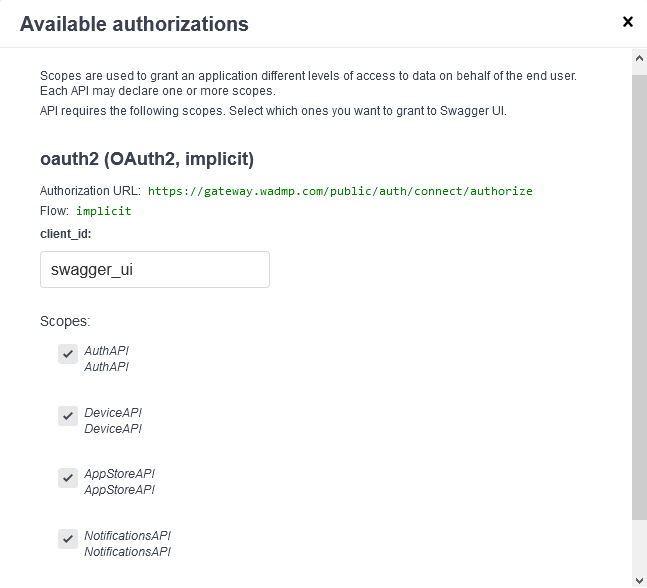 Available authorizations
Scopes are used to grant an application different levels of access to data on behalf of the end user.
Each API may declare one or more scopes.
API requires the following scopes. Select which ones you want to grant to Swagger UI.
oauth2 (OAuth2, implicit)
Authorization URL: https://gateway.wadmp.com/public/auth/connect/authorize
Flow: implicit
client_id:
swagger_ui
Scopes:
AuthAPI
AuthAPI
DeviceAPI
DeviceAPI
AppStoreAPI
AppStoreAPI
NotificationsAPI
NotificationsAPI